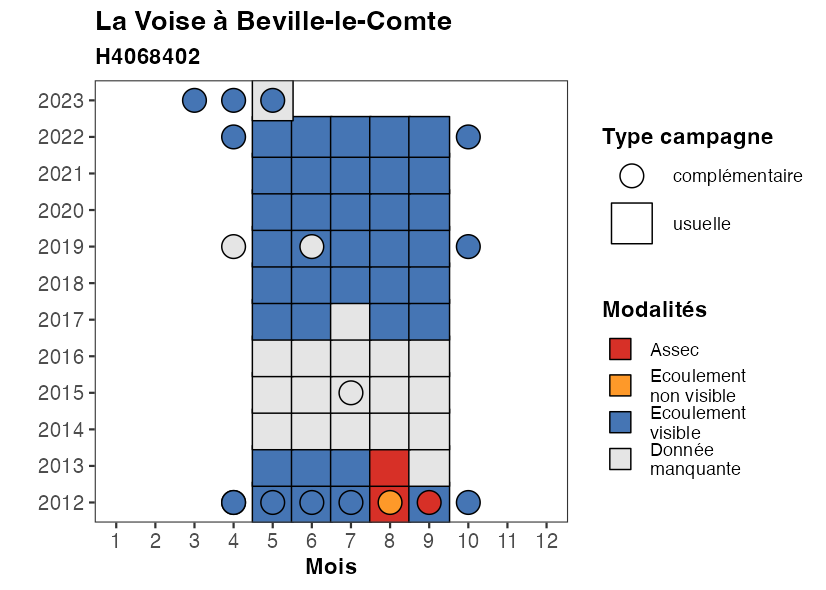 La Voise à Beville-le-Comte
H4068402
2023
2022
2021
2020
2019
2018
2017
2016
2015
2014
2013
2012
1 2 3 4 5 6 7 8 9 10 11 12
Mois
Type campagne
complémentaire
usuelle
Modalités
Assec
Ecoulement
non visible
Ecoulement
visible
Donnée
manquante